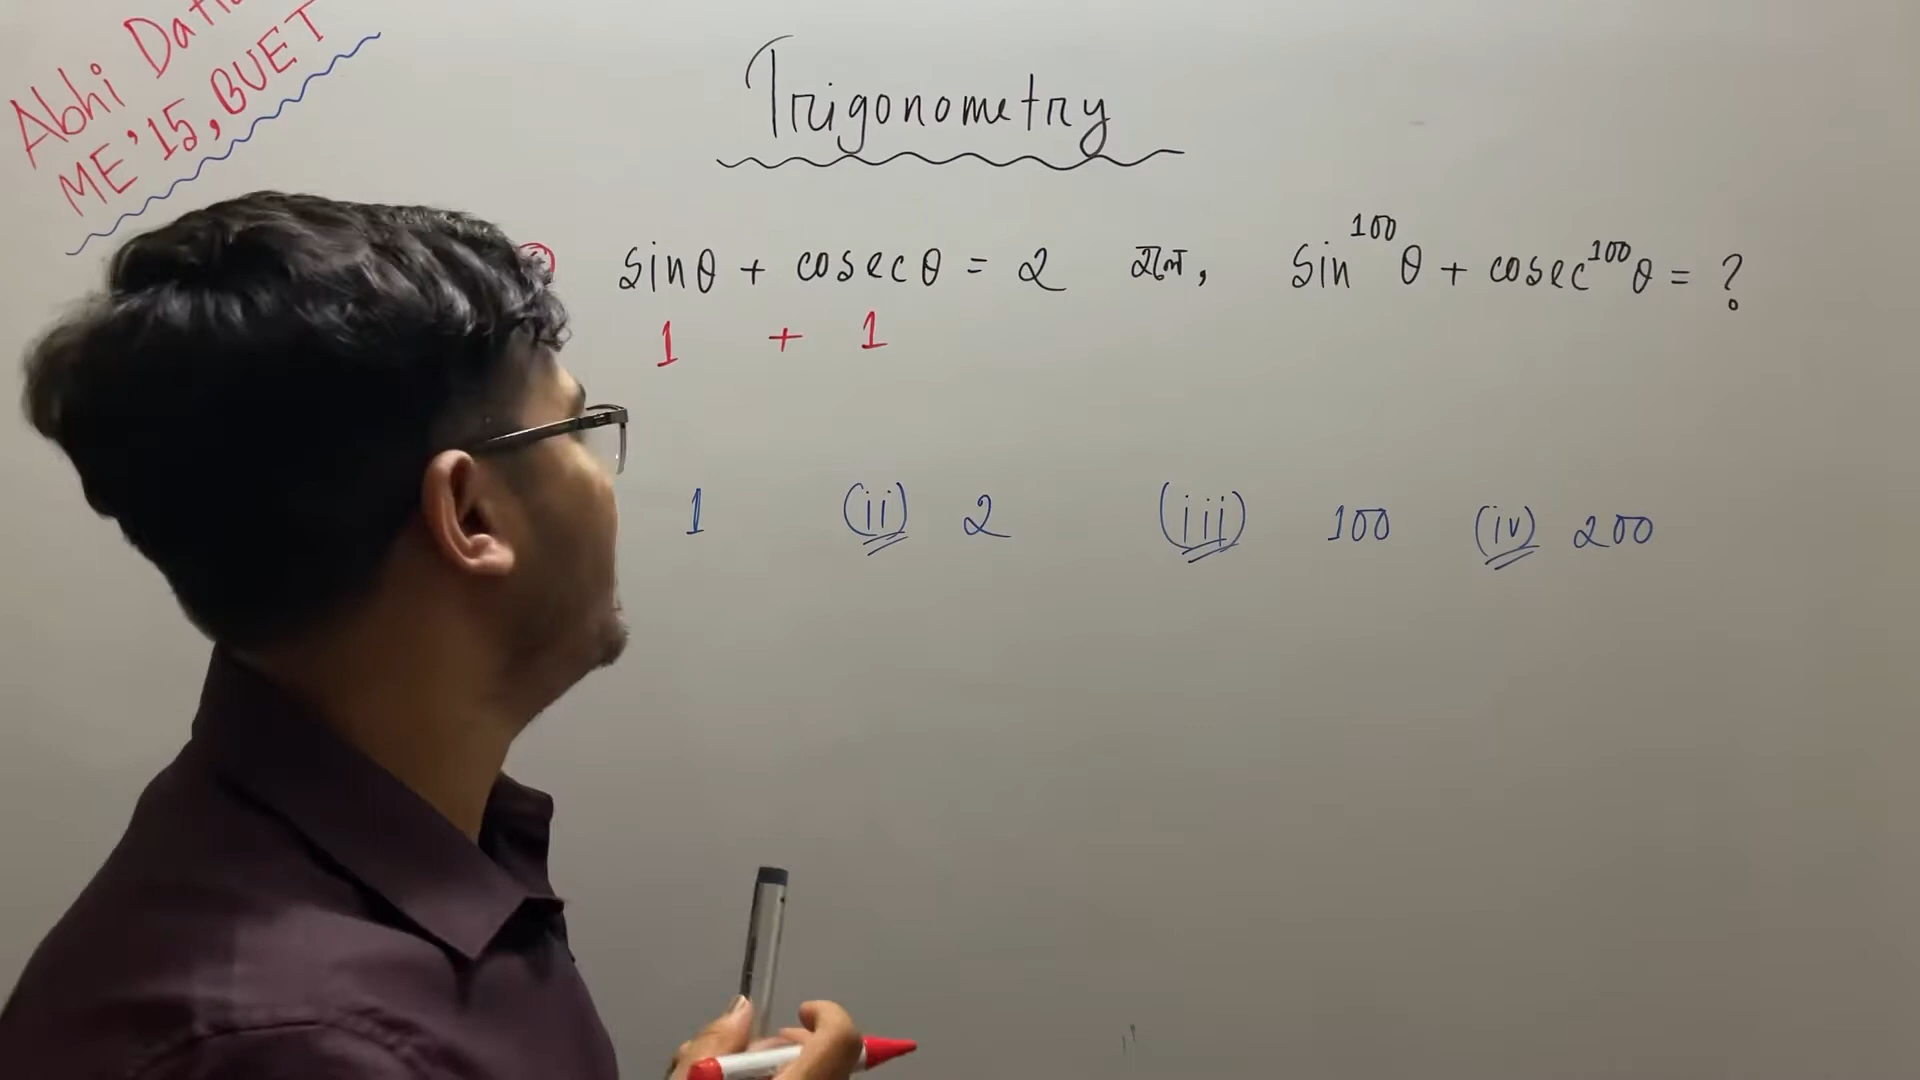 Abhi
ME'15, BUET
Trigonometry
sinθ + cosecθ = 2 হলে, sin¹⁰⁰θ + cosec¹⁰⁰θ = ?
1 + 1
1 (ii) 2 (iii) 100 (iv) 200